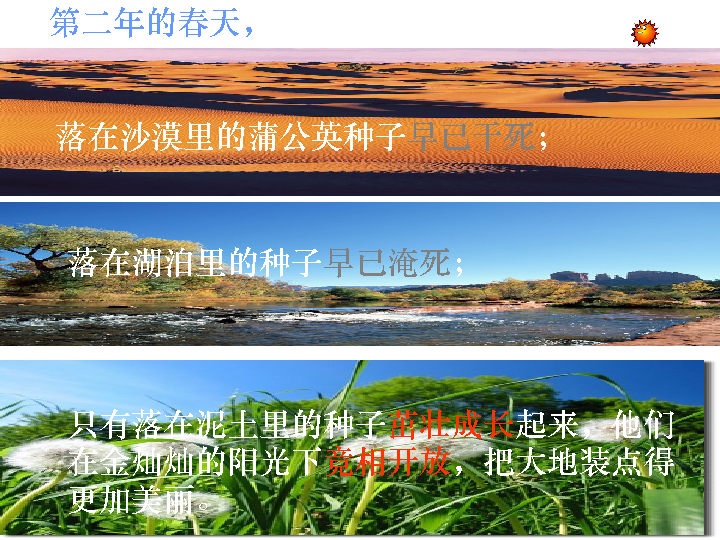 第二年的春天，
落在沙漠里的蒲公英种子早已干死；
落在湖泊里的种子早已淹死；
只有落在泥土里的种子茁壮成长起来，他们
在金灿灿的阳光下竞相开放，把大地装点得
更加美丽。